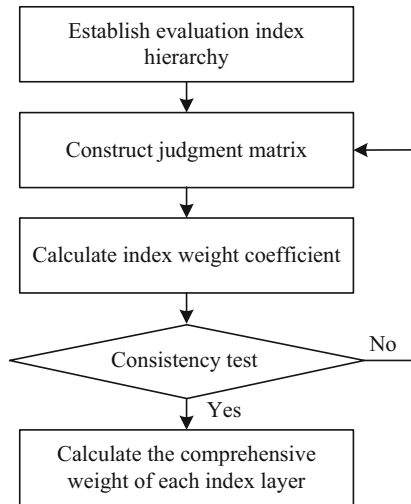 Establish evaluation index
hierarchy
Construct judgment matrix
Calculate index weight coefficient
Consistency test
No
Yes
Calculate the comprehensive
weight of each index layer